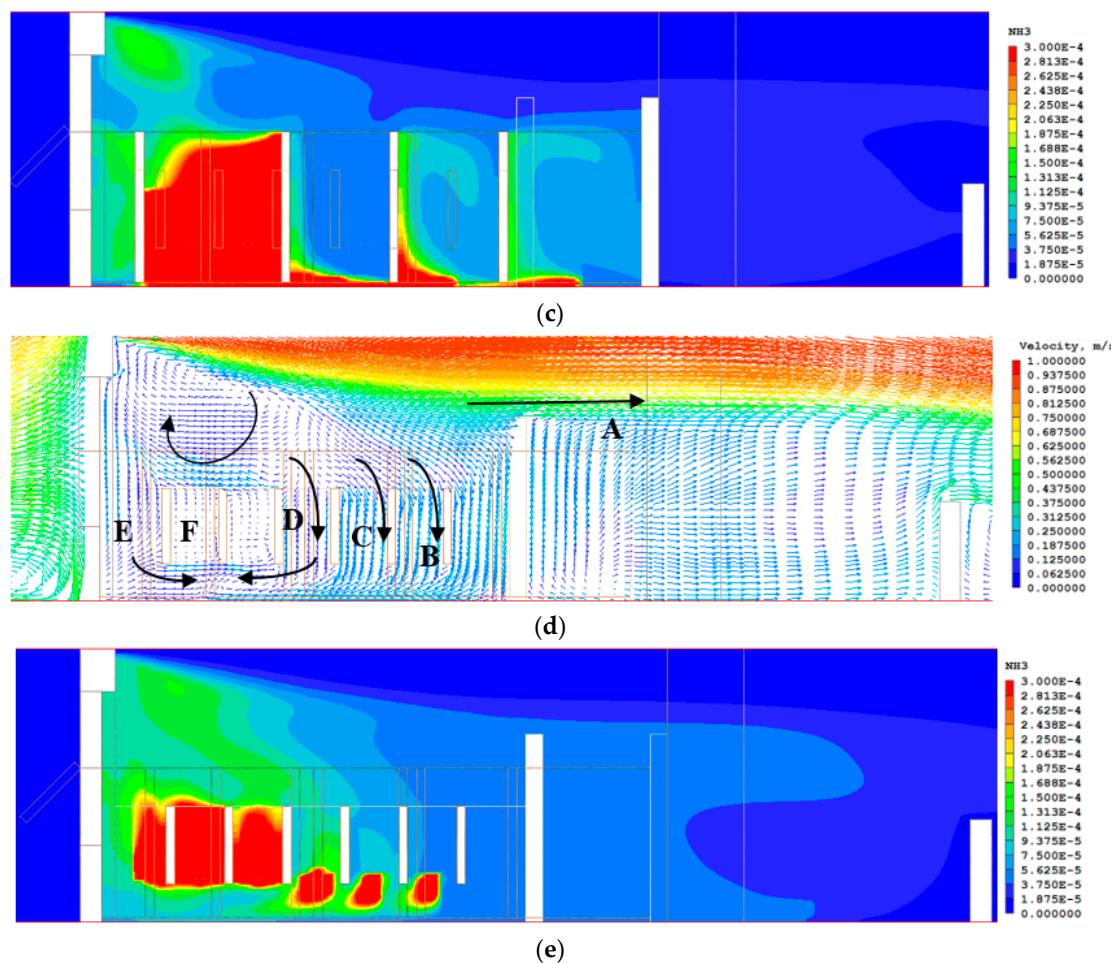 NH3
3.000E-4
2.813E-4
2.625E-4
2.438E-4
2.250E-4
2.063E-4
1.875E-4
1.688E-4
1.500E-4
1.313E-4
1.125E-4
9.375E-5
7.500E-5
5.625E-5
3.750E-5
1.875E-5
0.000000
(c)
Velocity, m/s
1.000000
0.937500
0.875000
0.812500
0.750000
0.687500
0.625000
0.562500
0.500000
0.437500
0.375000
0.312500
0.250000
0.187500
0.125000
0.062500
0.000000
A
E F D C B
(d)
NH3
3.000E-4
2.813E-4
2.625E-4
2.438E-4
2.250E-4
2.063E-4
1.875E-4
1.688E-4
1.500E-4
1.313E-4
1.125E-4
9.375E-5
7.500E-5
5.625E-5
3.750E-5
1.875E-5
0.000000
(e)